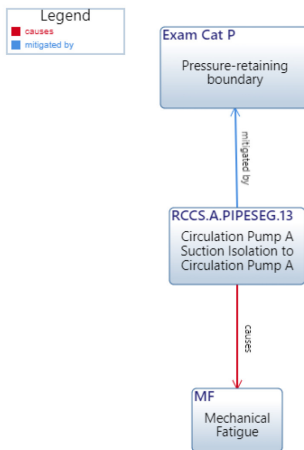 Legend
causes
mitigated by
Exam Cat P
Pressure-retaining
boundary
mitigated by
RCCS.A.PIPESEG.13
Circulation Pump A
Suction Isolation to
Circulation Pump A
causes
MF
Mechanical
Fatigue